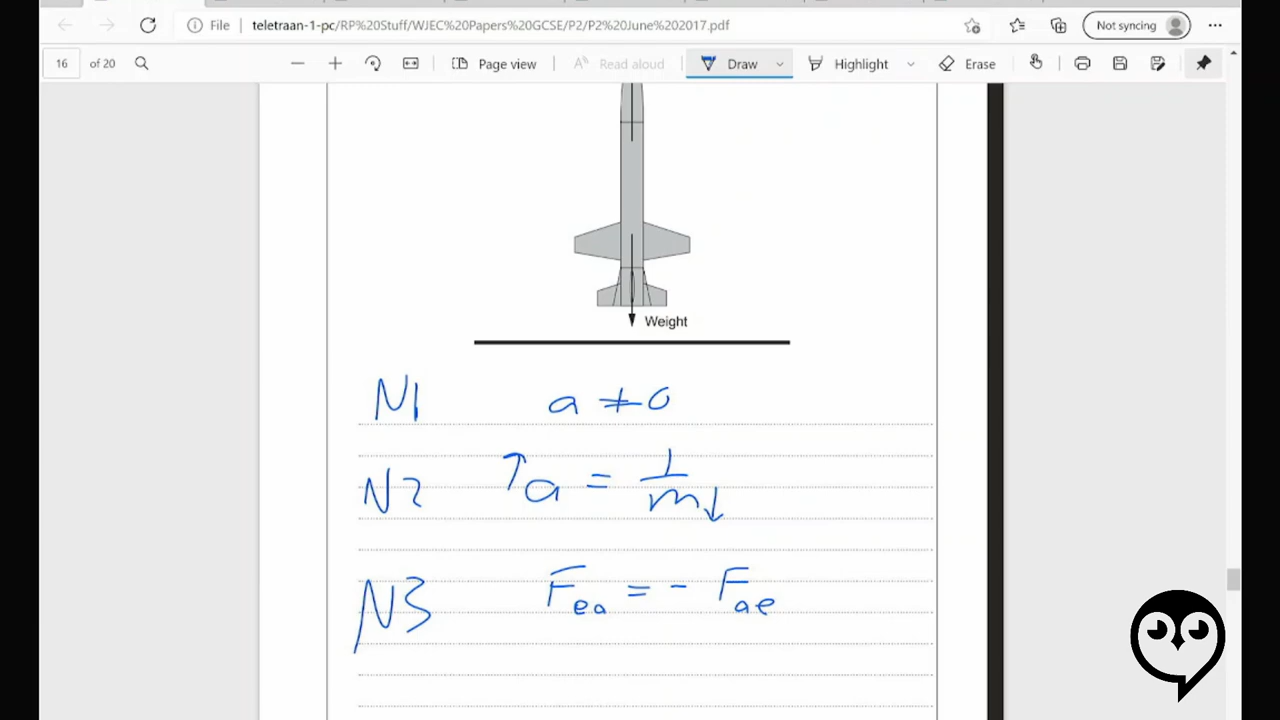 File teletraan-1-pc/RP%20Stuff/WJEC%20Papers%20GCSE/P2/P2%20June%202017.pdf Not syncing
16 of 20 Page view Read aloud Draw Highlight Erase
Weight
N1 a ≠ 0
N2 ↑a = 1/m↓
N3 Fea = - Fae